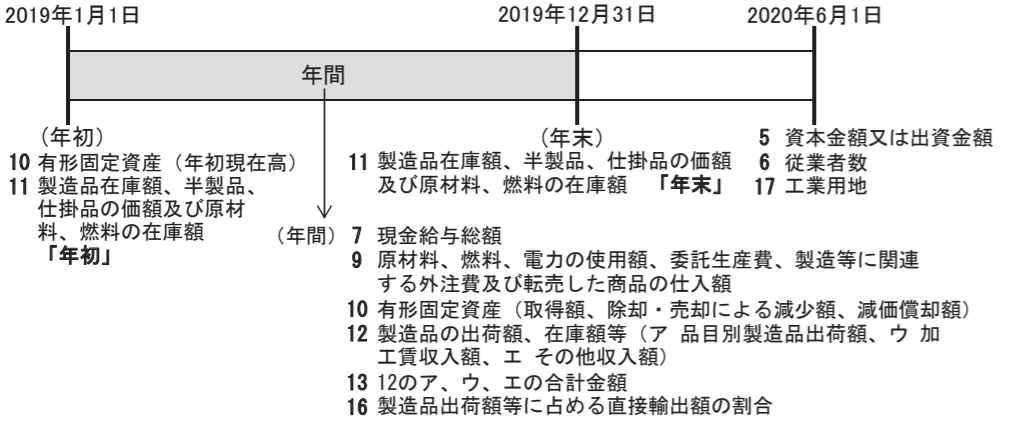 2019年1月1日
2019年12月31日
2020年6月1日
年間
（年初）
10 有形固定資産（年初現在高）
11 製造品在庫額、半製品、
仕掛品の価額及び原材
料、燃料の在庫額
「年初」
（年末）
11 製造品在庫額、半製品、仕掛品の価額
及び原材料、燃料の在庫額 「年末」
5 資本金額又は出資金額
6 従業者数
17 工業用地
（年間）7 現金給与総額
9 原材料、燃料、電力の使用額、委託生産費、製造等に関連
する外注費及び転売した商品の仕入額
10 有形固定資産（取得額、除却・売却による減少額、減価償却額）
12 製造品の出荷額、在庫額等（ア 品目別製造品出荷額、ウ 加
工賃収入額、エ その他収入額）
13 12のア、ウ、エの合計金額
16 製造品出荷額等に占める直接輸出額の割合